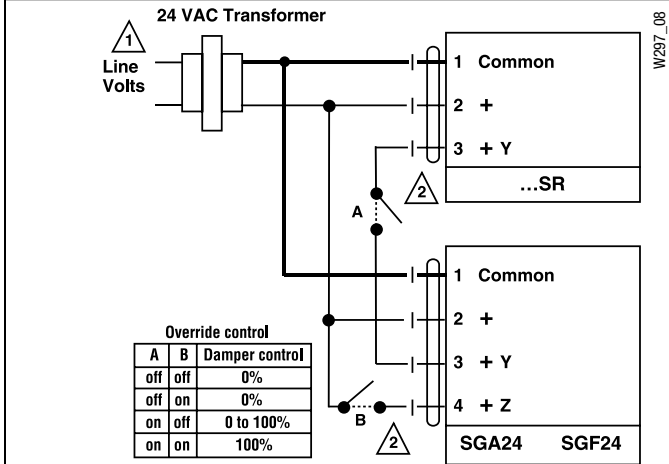 24 VAC Transformer
W297_08
1
Line
Volts
1 Common
2 +
3 + Y
...SR
2
A
1 Common
2 +
3 + Y
4 + Z
B
2
SGA24 SGF24
Override control
A B Damper control
off off 0%
off on 0%
on off 0 to 100%
on on 100%